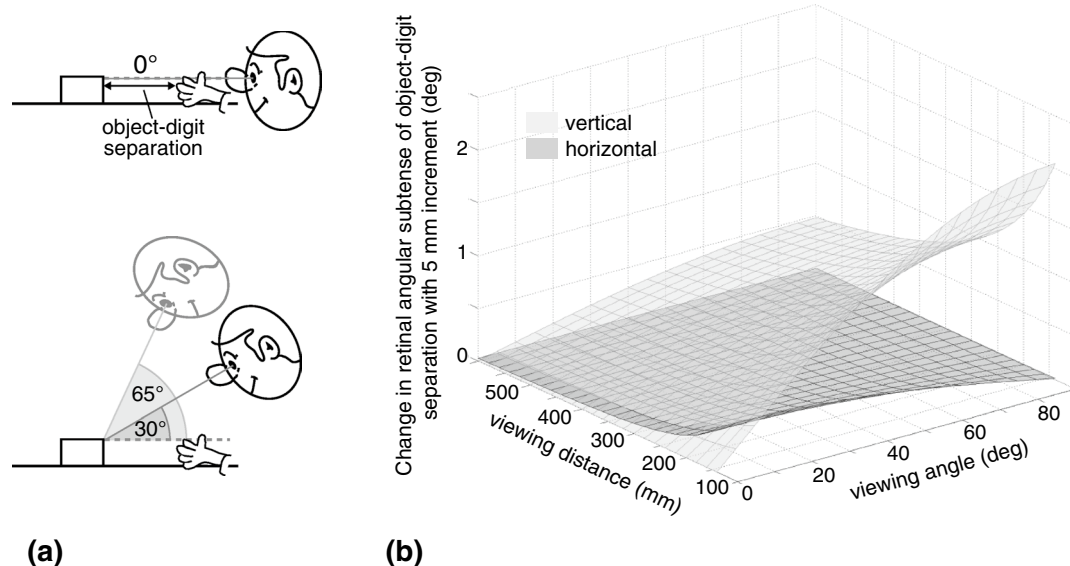 0°
object-digit
separation
65°
30°
(a)
Change in retinal angular subtense of object-digit
separation with 5 mm increment (deg)
vertical
horizontal
2
1
0
500
400
300
200
100
viewing distance (mm)
0
20
40
60
80
viewing angle (deg)
(b)